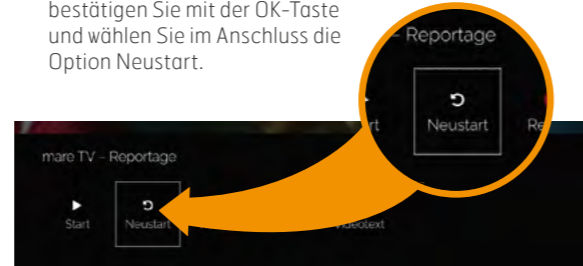 bestätigen Sie mit der OK-Taste
und wählen Sie im Anschluss die
Option Neustart.
– Reportage
Neustart
mare TV – Reportage
Start
Neustart
Videotext